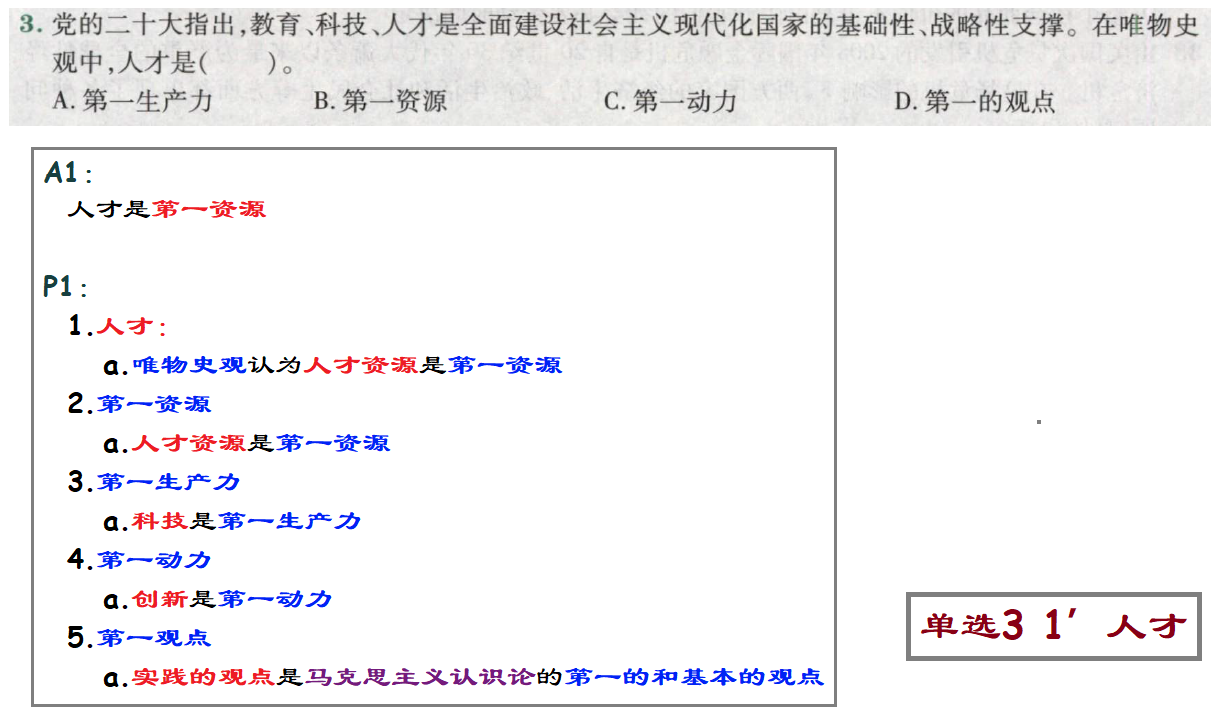 3. 党的二十大指出,教育、科技、人才是全面建设社会主义现代化国家的基础性、战略性支撑。在唯物史
观中,人才是(　　)。
A. 第一生产力　B. 第一资源　C. 第一动力　D. 第一的观点
A1:
人才是第一资源
P1:
1.人才:
a.唯物史观认为人才资源是第一资源
2.第一资源
a.人才资源是第一资源
3.第一生产力
a.科技是第一生产力
4.第一动力
a.创新是第一动力
5.第一观点
a.实践的观点是马克思主义认识论的第一的和基本的观点
单选3 1′ 人才